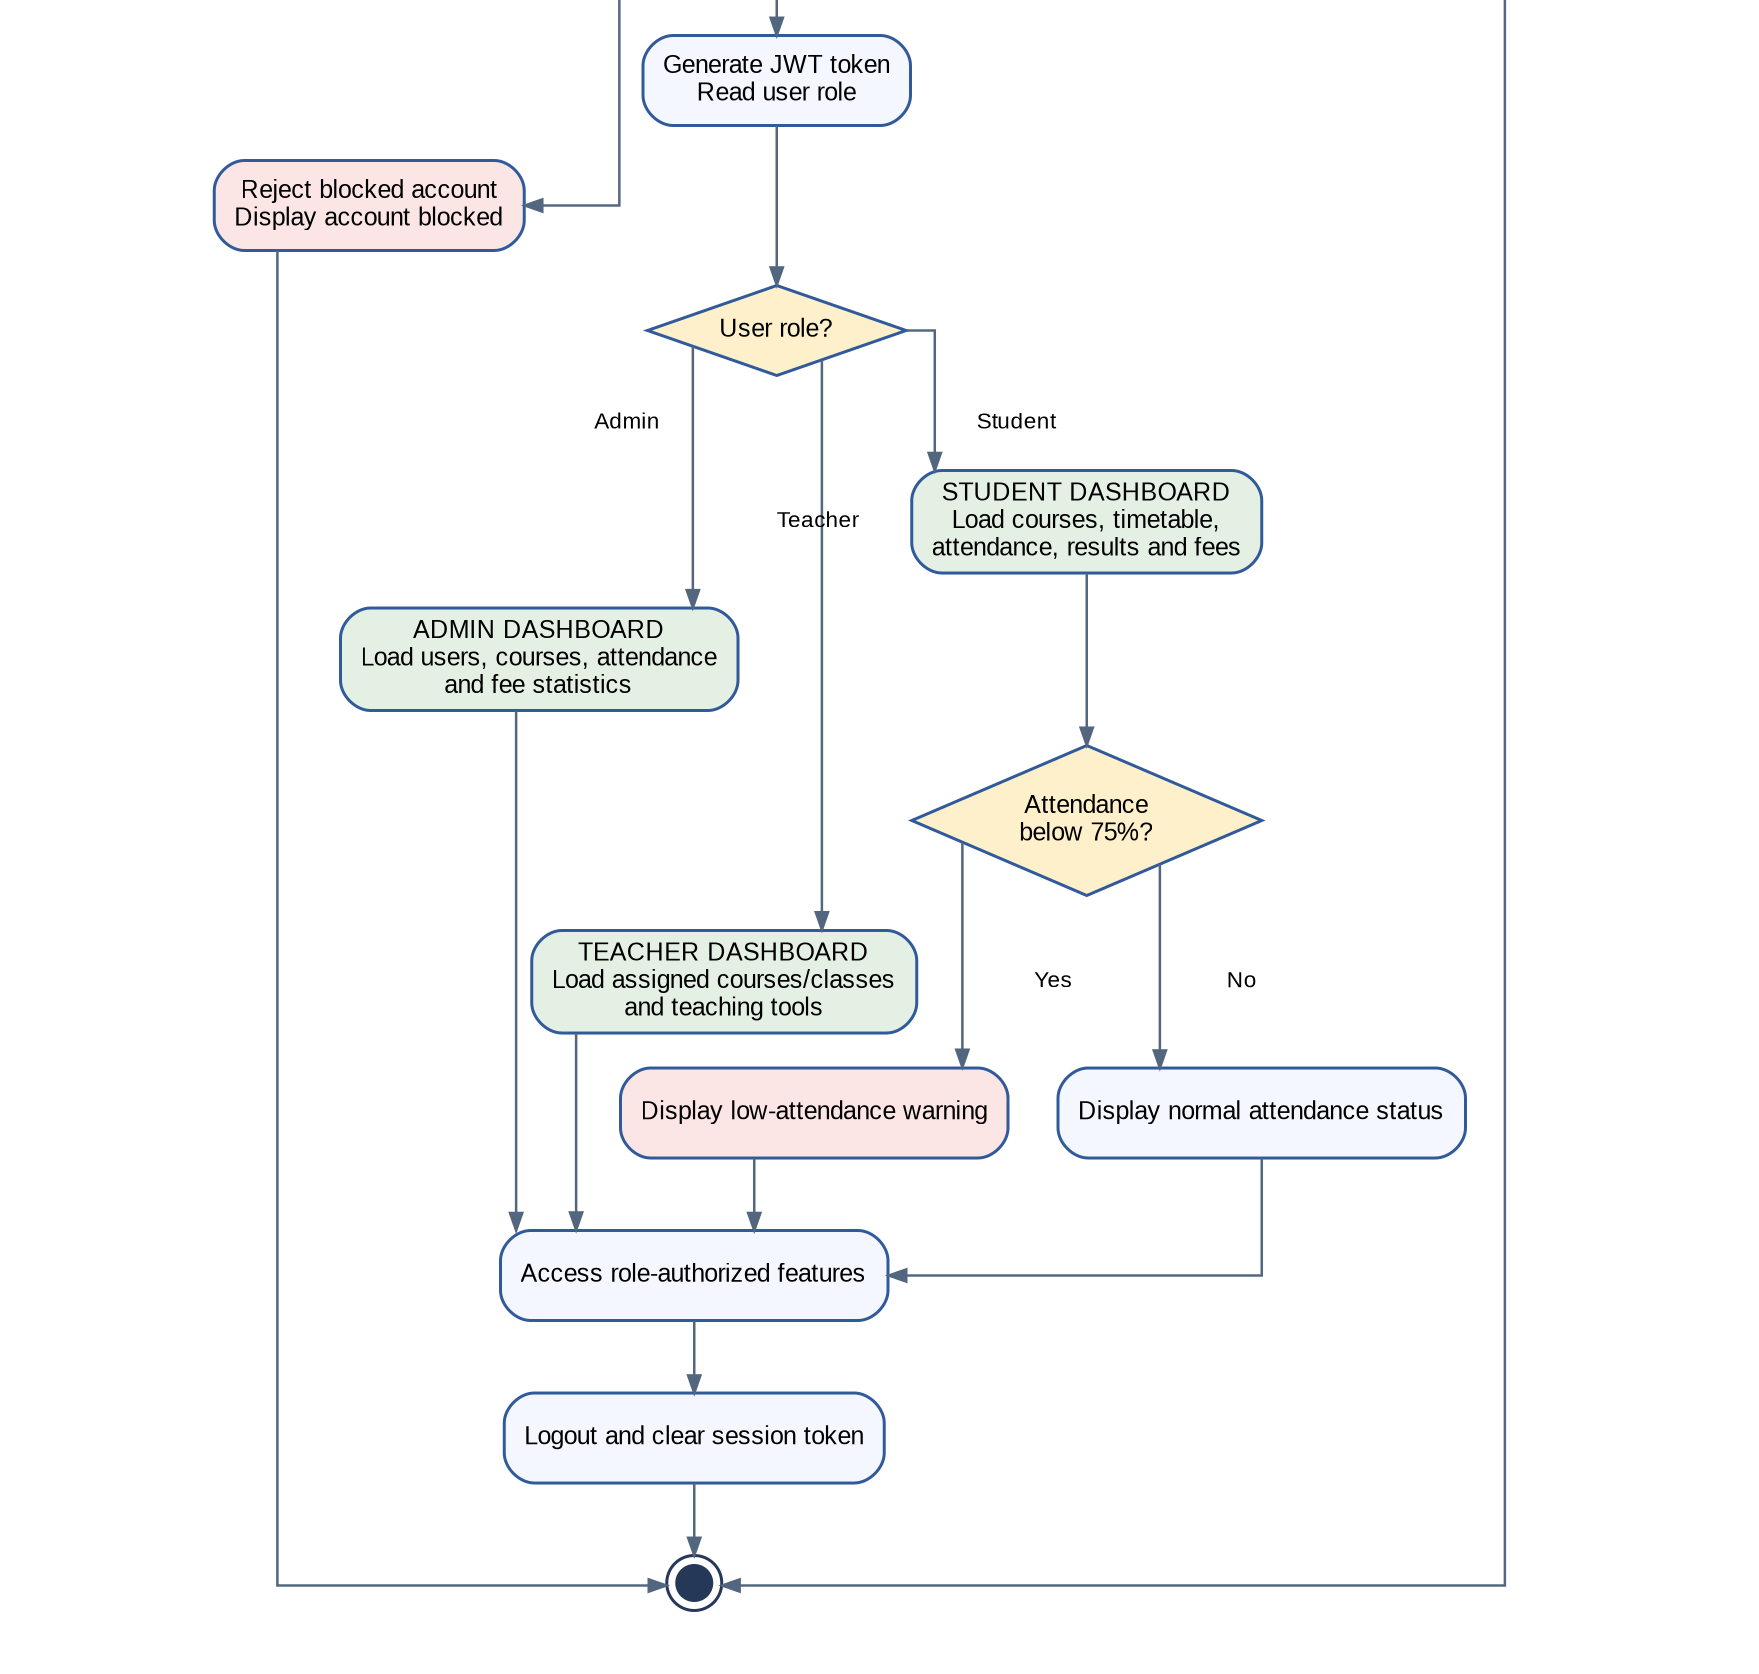 Generate JWT token
Read user role
Reject blocked account
Display account blocked
User role?
Admin
Student
Teacher
STUDENT DASHBOARD
Load courses, timetable,
attendance, results and fees
ADMIN DASHBOARD
Load users, courses, attendance
and fee statistics
Attendance
below 75%?
TEACHER DASHBOARD
Load assigned courses/classes
and teaching tools
Yes
No
Display low-attendance warning
Display normal attendance status
Access role-authorized features
Logout and clear session token